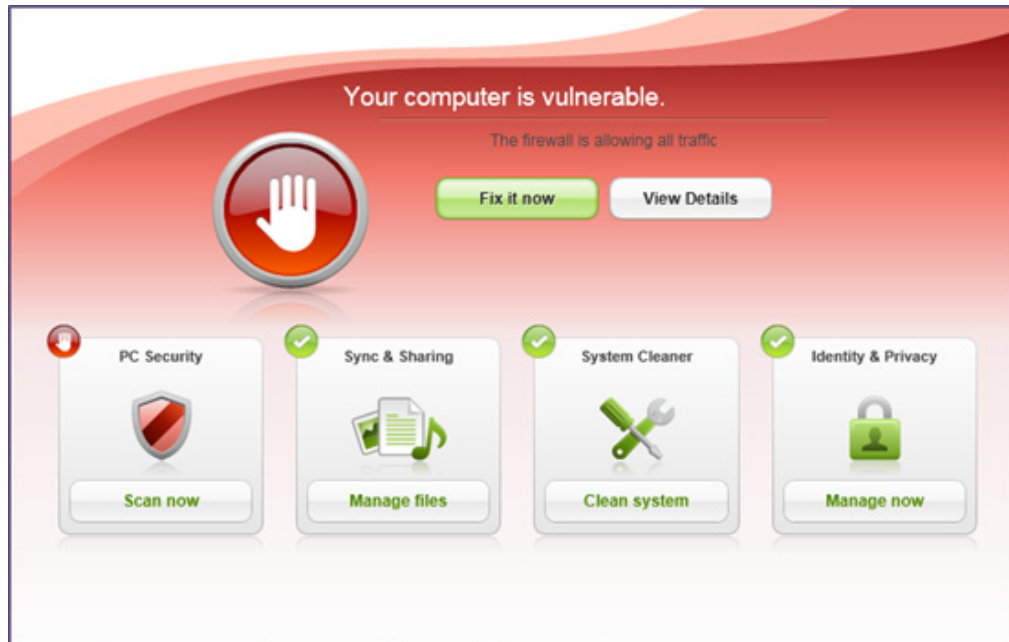 Your computer is vulnerable.
The firewall is allowing all traffic
Fix it now
View Details
PC Security
Sync & Sharing
System Cleaner
Identity & Privacy
Scan now
Manage files
Clean system
Manage now